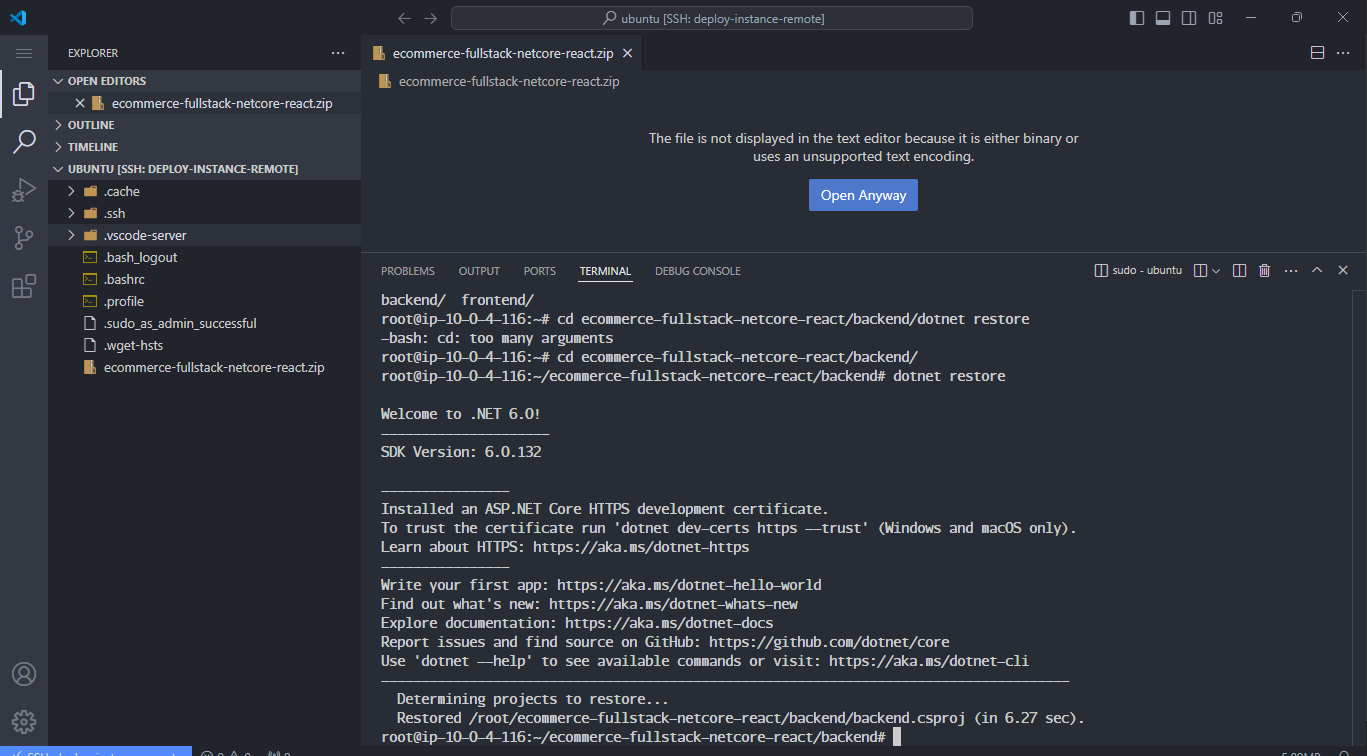 ubuntu [SSH: deploy-instance-remote]
EXPLORER
OPEN EDITORS
ecommerce-fullstack-netcore-react.zip
OUTLINE
TIMELINE
UBUNTU [SSH: DEPLOY-INSTANCE-REMOTE]
.cache
.ssh
.vscode-server
.bash_logout
.bashrc
.profile
.sudo_as_admin_successful
.wget-hsts
ecommerce-fullstack-netcore-react.zip
ecommerce-fullstack-netcore-react.zip
ecommerce-fullstack-netcore-react.zip
The file is not displayed in the text editor because it is either binary or
uses an unsupported text encoding.
Open Anyway
PROBLEMS OUTPUT PORTS TERMINAL DEBUG CONSOLE
sudo - ubuntu
backend/  frontend/
root@ip-10-0-4-116:~# cd ecommerce-fullstack-netcore-react/backend/dotnet restore
-bash: cd: too many arguments
root@ip-10-0-4-116:~# cd ecommerce-fullstack-netcore-react/backend/
root@ip-10-0-4-116:~/ecommerce-fullstack-netcore-react/backend# dotnet restore
Welcome to .NET 6.0!
---------------------
SDK Version: 6.0.132
----------------
Installed an ASP.NET Core HTTPS development certificate.
To trust the certificate run 'dotnet dev-certs https --trust' (Windows and macOS only).
Learn about HTTPS: https://aka.ms/dotnet-https
----------------
Write your first app: https://aka.ms/dotnet-hello-world
Find out what's new: https://aka.ms/dotnet-whats-new
Explore documentation: https://aka.ms/dotnet-docs
Report issues and find source on GitHub: https://github.com/dotnet/core
Use 'dotnet --help' to see available commands or visit: https://aka.ms/dotnet-cli
--------------------------------------------------------------------------------------
  Determining projects to restore...
  Restored /root/ecommerce-fullstack-netcore-react/backend/backend.csproj (in 6.27 sec).
root@ip-10-0-4-116:~/ecommerce-fullstack-netcore-react/backend#